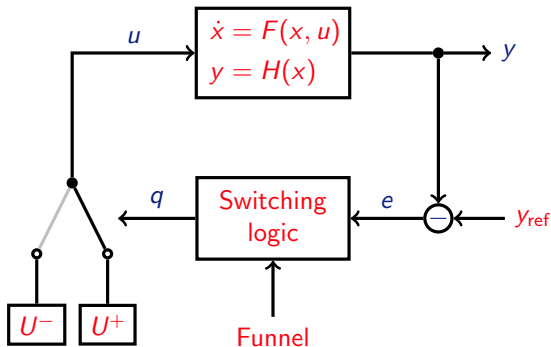 u
ẋ = F(x, u)
y = H(x)
y
q
Switching
logic
e
−
y_ref
U⁻
U⁺
Funnel